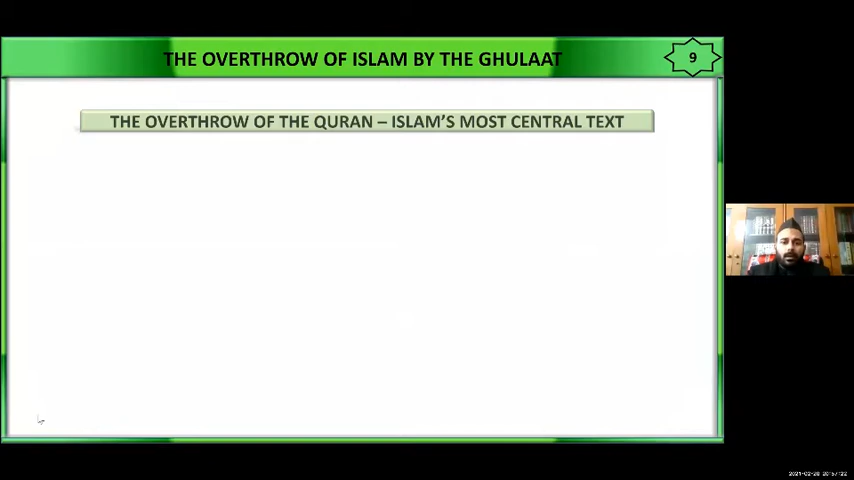 THE OVERTHROW OF ISLAM BY THE GHULAAT
9
THE OVERTHROW OF THE QURAN – ISLAM'S MOST CENTRAL TEXT